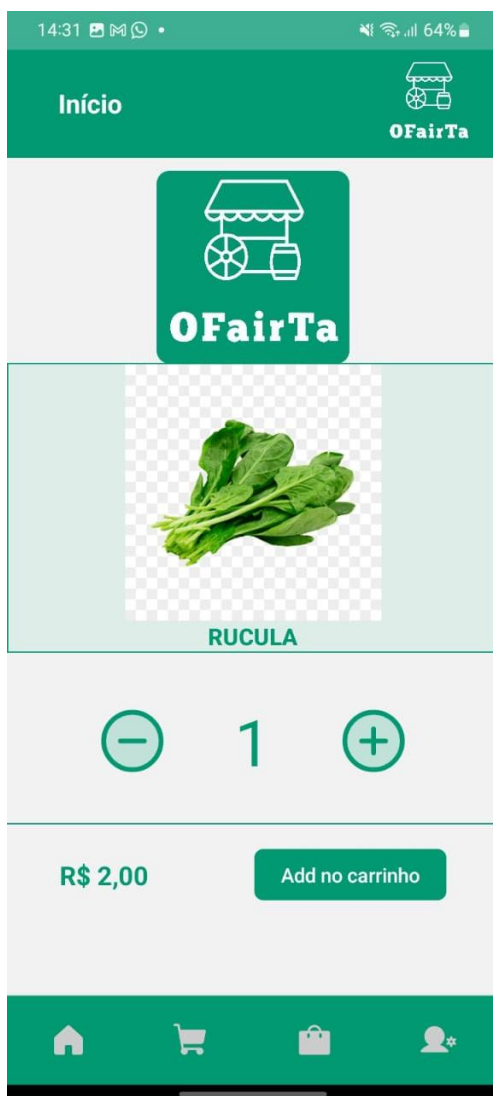 14:31 64%
Início
OFairTa
OFairTa
RUCULA
1
R$ 2,00 Add no carrinho